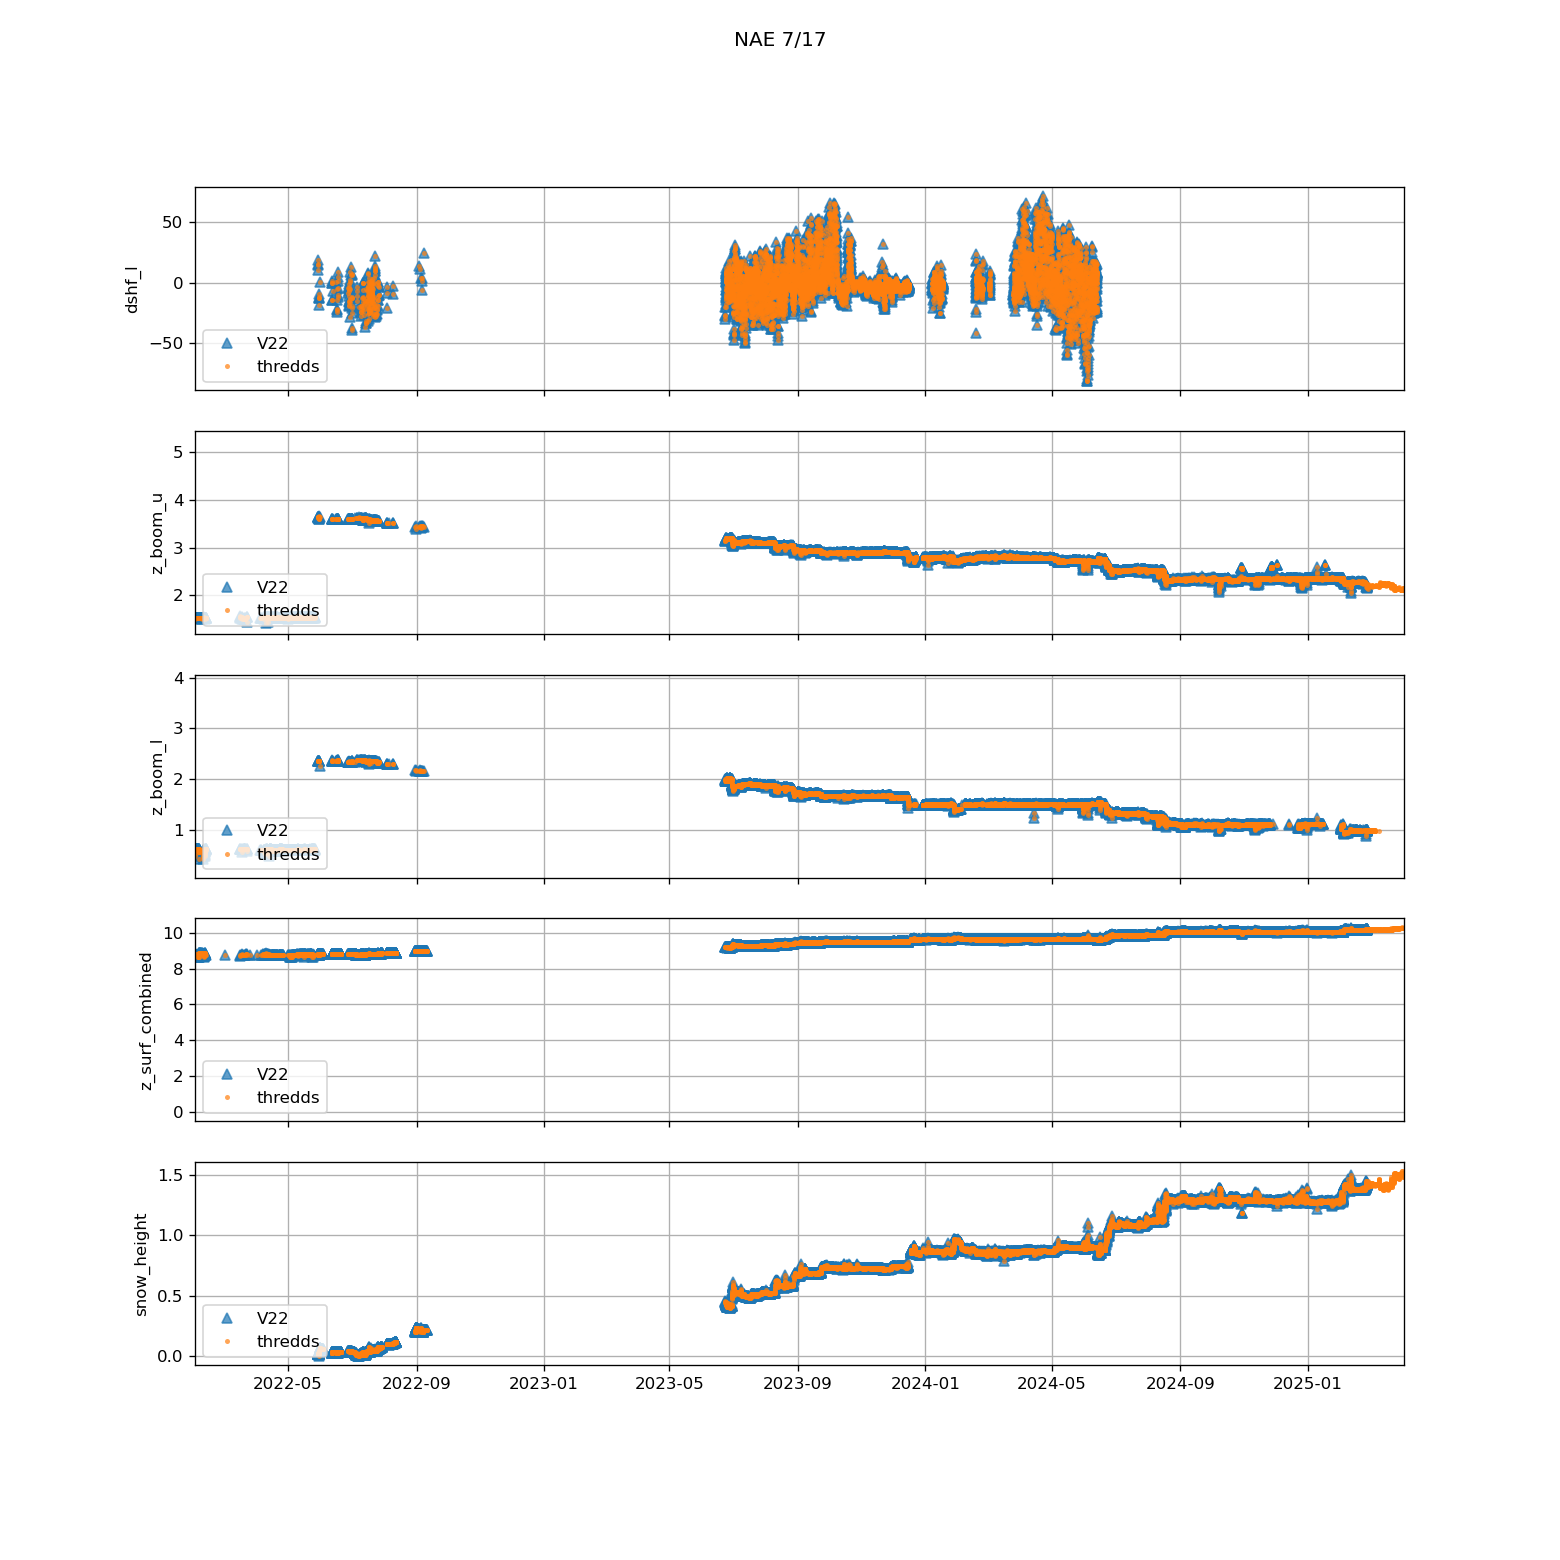 NAE 7/17
50
0
−50
dshf_l
V22
thredds
5
4
3
2
z_boom_u
V22
thredds
4
3
2
1
z_boom_l
V22
thredds
10
8
6
4
2
0
z_surf_combined
V22
thredds
1.5
1.0
0.5
0.0
snow_height
V22
thredds
2022-05 2022-09 2023-01 2023-05 2023-09 2024-01 2024-05 2024-09 2025-01